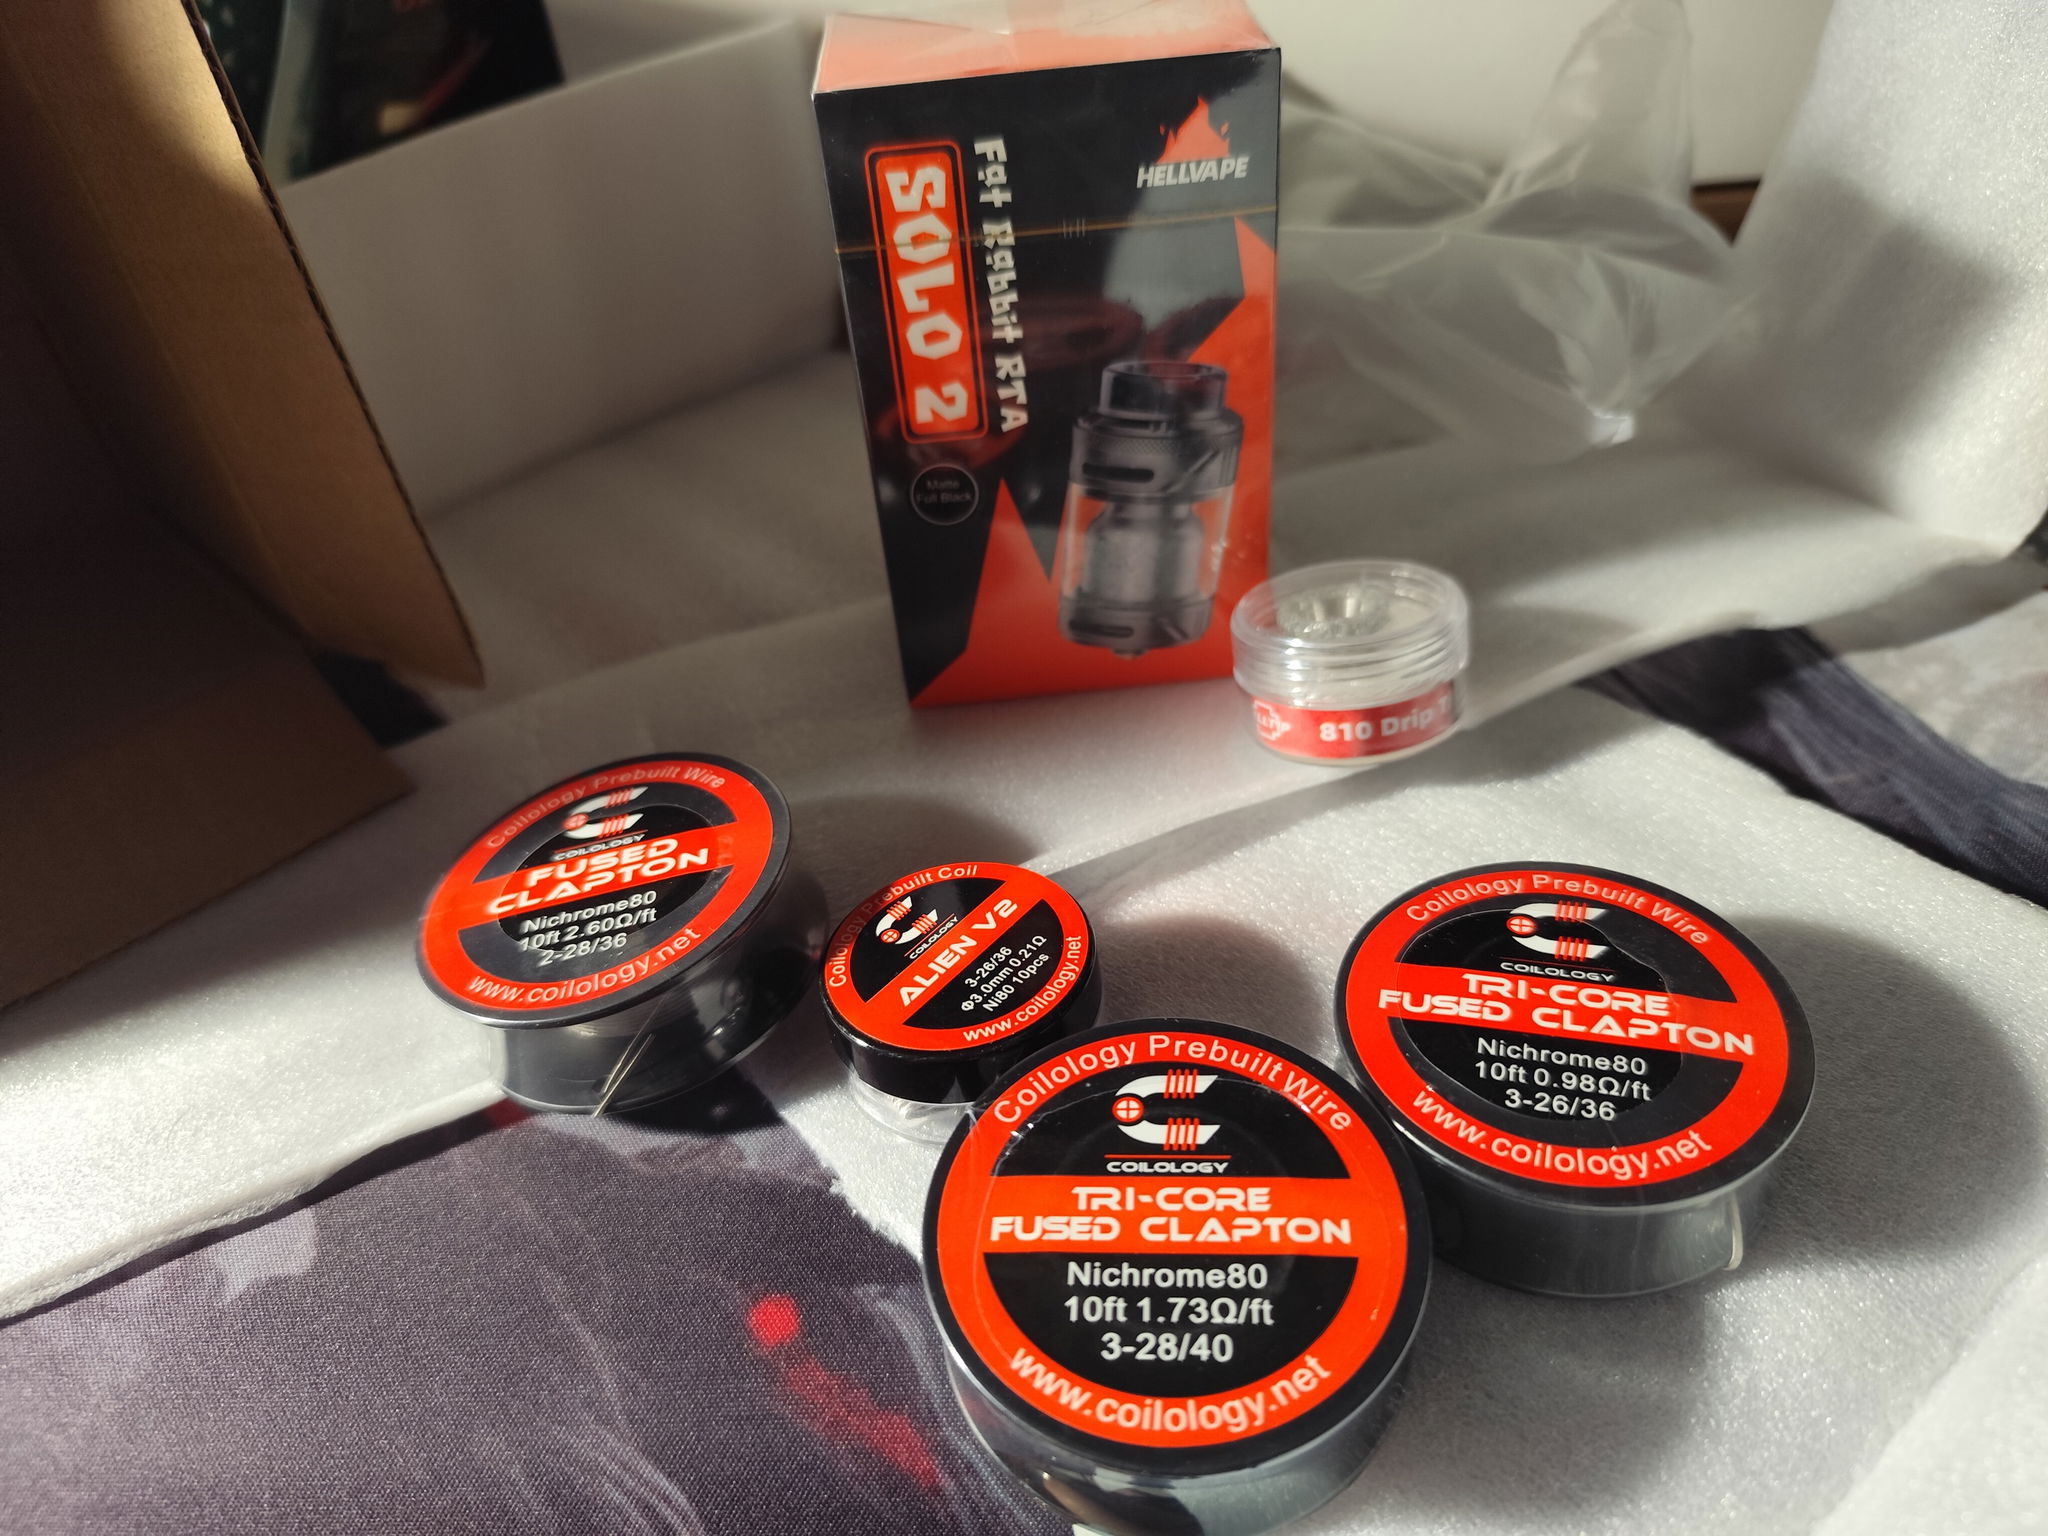 HELLVAPE
Fat Rabbit RTA
SOLO 2
Matte
Full Black
810 Drip T
Coilology Prebuilt Wire
COILOLOGY
FUSED
CLAPTON
Nichrome80
10ft 2.60Ω/ft
2-28/36
www.coilology.net
Coilology Prebuilt Coil
COILOLOGY
ALIEN V2
3-26/36
Φ3.0mm 0.21Ω
Ni80 10pcs
www.coilology.net
Coilology Prebuilt Wire
COILOLOGY
TRI-CORE
FUSED CLAPTON
Nichrome80
10ft 0.98Ω/ft
3-26/36
www.coilology.net
Coilology Prebuilt Wire
COILOLOGY
TRI-CORE
FUSED CLAPTON
Nichrome80
10ft 1.73Ω/ft
3-28/40
www.coilology.net